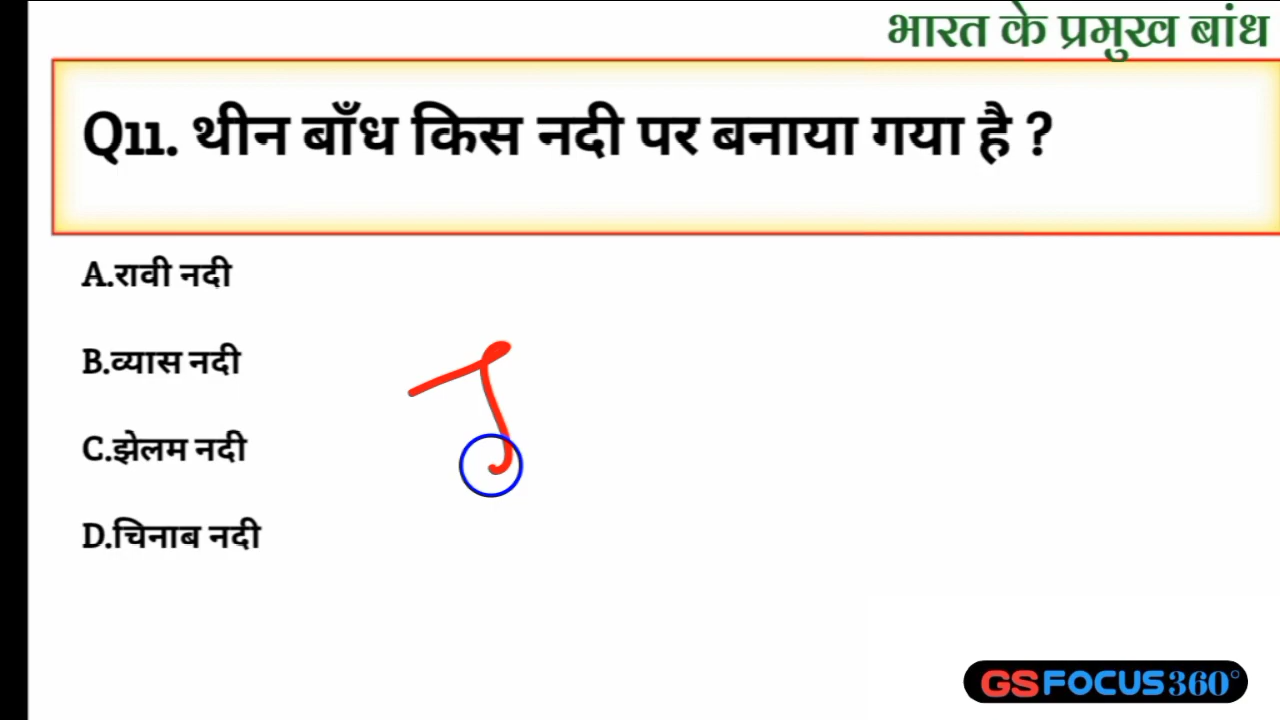 भारत के प्रमुख बांध
Q11. थीन बाँध किस नदी पर बनाया गया है ?
A.रावी नदी
B.व्यास नदी
C.झेलम नदी
D.चिनाब नदी
GSFOCUS360°